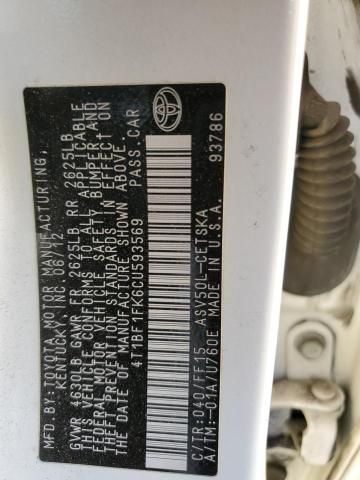 MFD. BY: TOYOTA MOTOR MANUFACTURING,
KENTUCKY, INC. 06/12
GVWR 4630LB GAWR FR 2625LB RR 2625LB
THIS VEHICLE CONFORMS TO ALL APPLICABLE
FEDERAL MOTOR VEHICLE SAFETY, BUMPER, AND
THEFT PREVENTION STANDARDS IN EFFECT ON
THE DATE OF MANUFACTURE SHOWN ABOVE.
4T1BF1FK6CU593569 PASS.CAR
C/TR:040/FF15 ASV50L-CETSKA
A/TM:-01A/U760E MADE IN U.S.A.
93786